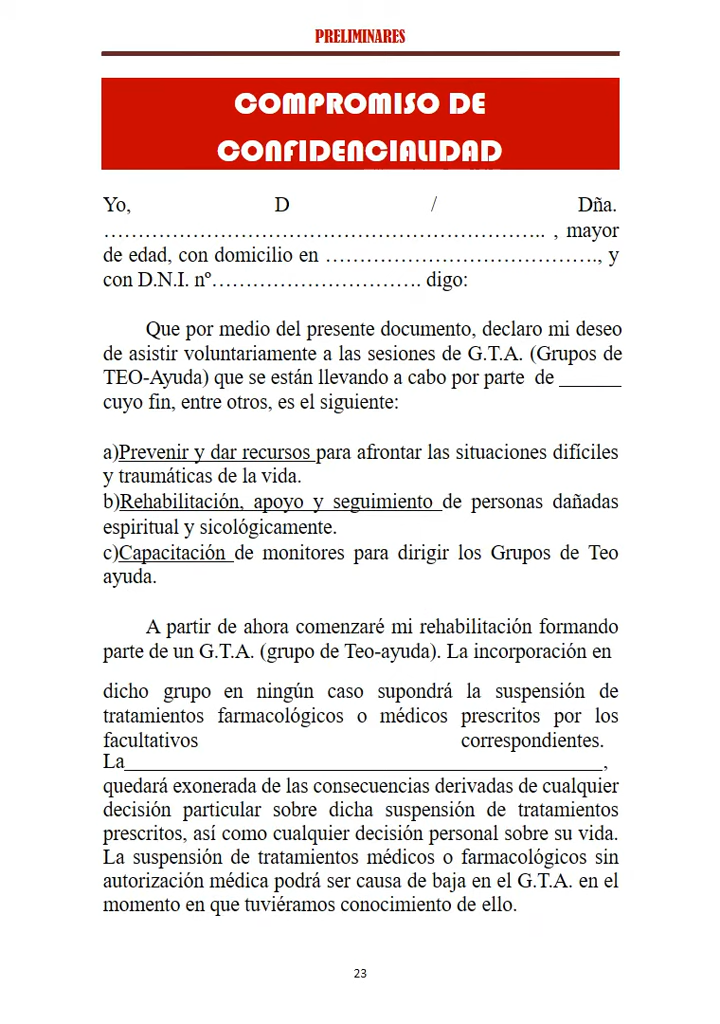 PRELIMINARES
COMPROMISO DE
CONFIDENCIALIDAD
Yo, D / Dña.
……………………………………………………….. , mayor
de edad, con domicilio en …………………………………., y
con D.N.I. nº…………………………. digo:
Que por medio del presente documento, declaro mi deseo
de asistir voluntariamente a las sesiones de G.T.A. (Grupos de
TEO-Ayuda) que se están llevando a cabo por parte de ______
cuyo fin, entre otros, es el siguiente:
a)Prevenir y dar recursos para afrontar las situaciones difíciles
y traumáticas de la vida.
b)Rehabilitación, apoyo y seguimiento de personas dañadas
espiritual y sicológicamente.
c)Capacitación de monitores para dirigir los Grupos de Teo
ayuda.
A partir de ahora comenzaré mi rehabilitación formando
parte de un G.T.A. (grupo de Teo-ayuda). La incorporación en
dicho grupo en ningún caso supondrá la suspensión de
tratamientos farmacológicos o médicos prescritos por los
facultativos correspondientes.
La______________________________________________,
quedará exonerada de las consecuencias derivadas de cualquier
decisión particular sobre dicha suspensión de tratamientos
prescritos, así como cualquier decisión personal sobre su vida.
La suspensión de tratamientos médicos o farmacológicos sin
autorización médica podrá ser causa de baja en el G.T.A. en el
momento en que tuviéramos conocimiento de ello.
23